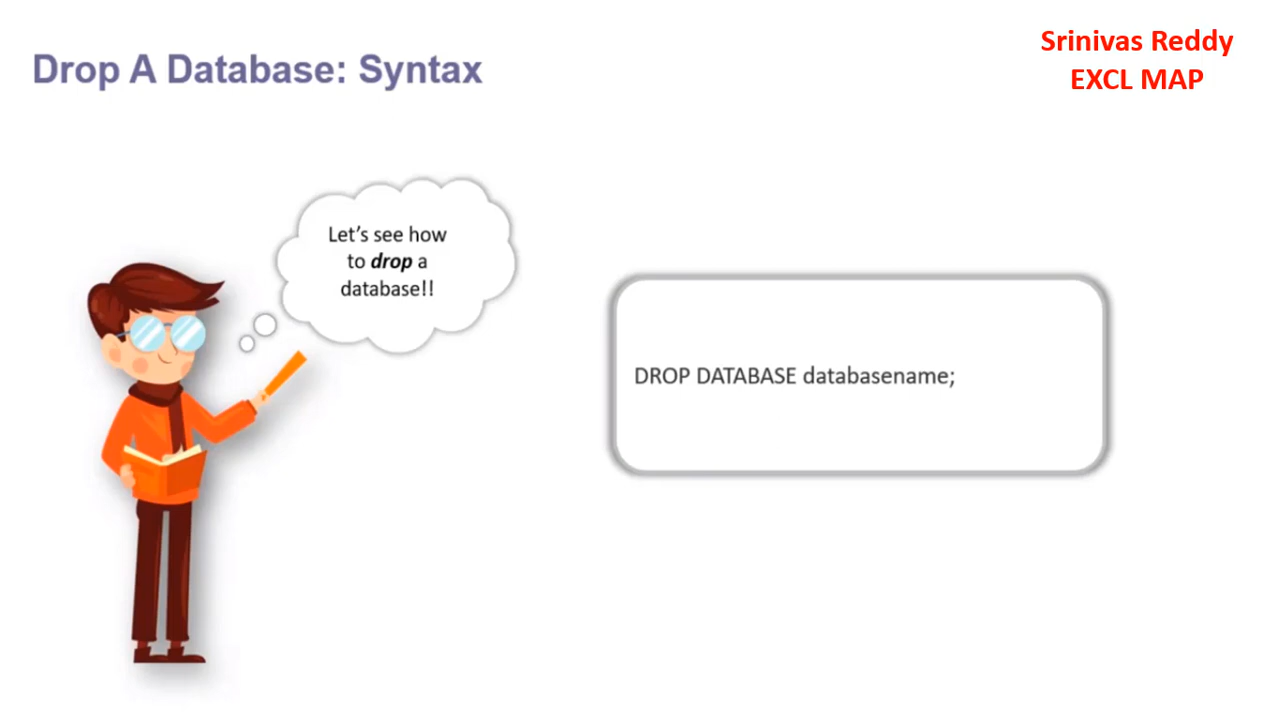 Drop A Database: Syntax
Srinivas Reddy
EXCL MAP
Let’s see how
to drop a
database!!
DROP DATABASE databasename;